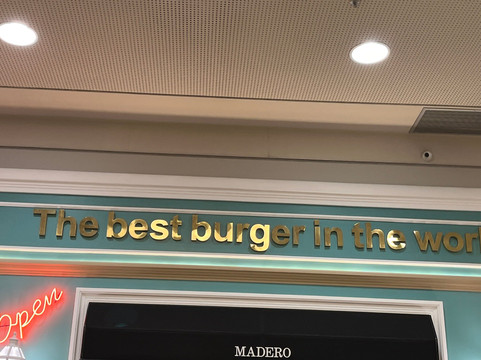 The best burger in the worl
Open
MADERO